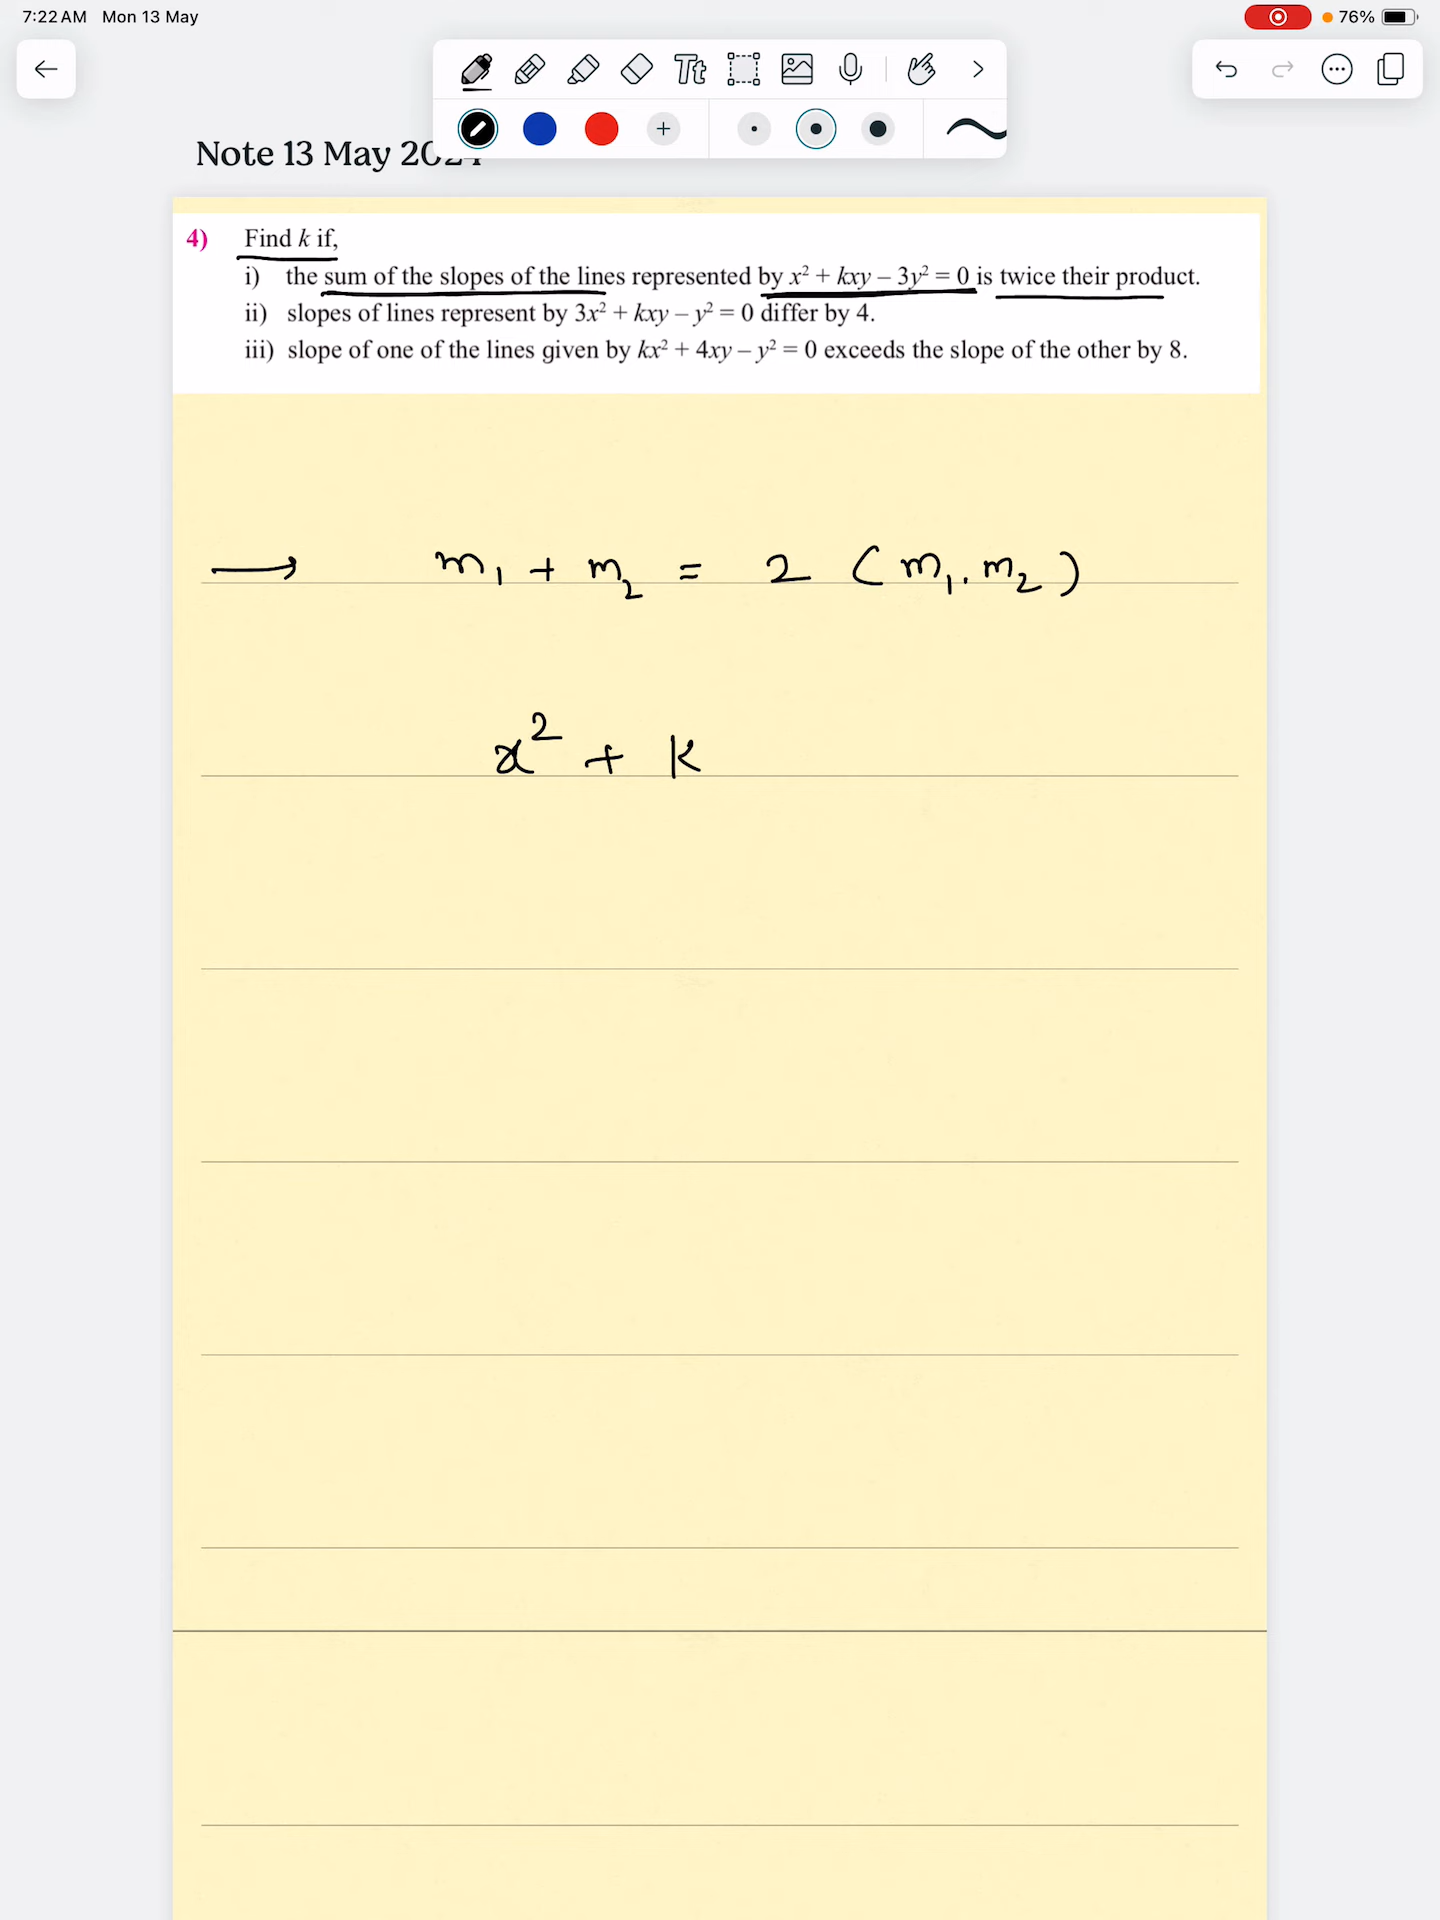 7:22 AM Mon 13 May
76%
Tt
Note 13 May
4) Find k if,
i) the sum of the slopes of the lines represented by x² + kxy – 3y² = 0 is twice their product.
ii) slopes of lines represent by 3x² + kxy – y² = 0 differ by 4.
iii) slope of one of the lines given by kx² + 4xy – y² = 0 exceeds the slope of the other by 8.
→ m₁ + m₂ = 2 (m₁. m₂)
x² + k